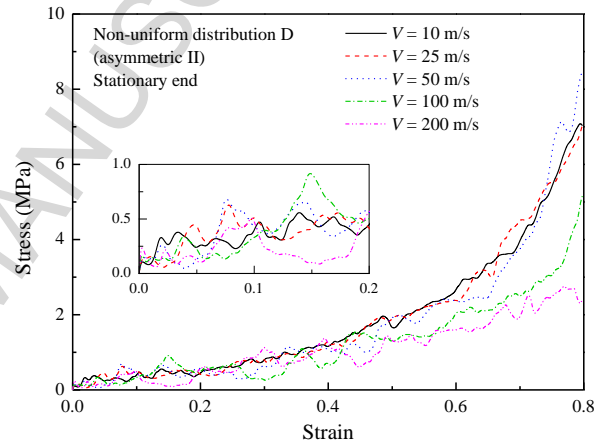 Non-uniform distribution D
(asymmetric II)
Stationary end
V = 10 m/s
V = 25 m/s
V = 50 m/s
V = 100 m/s
V = 200 m/s
10
8
6
4
2
0
Stress (MPa)
1.0
0.5
0.0
0.0 0.1 0.2
0.0 0.2 0.4 0.6 0.8
Strain
MANUS